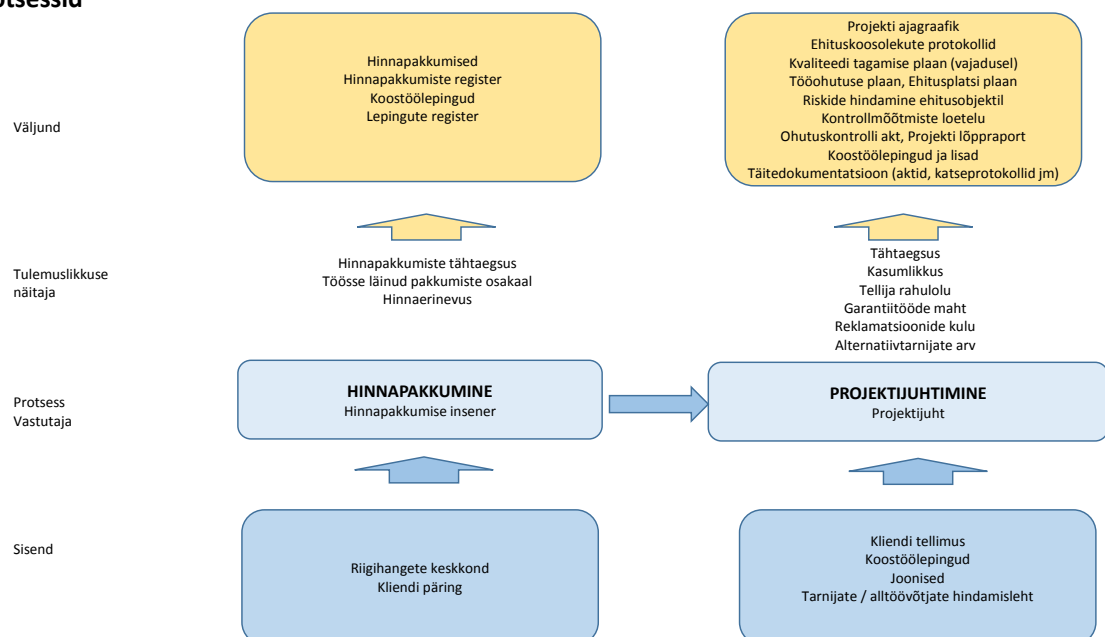 Väljund
Hinnapakkumised
Hinnapakkumiste register
Koostöölepingud
Lepingute register
Projekti ajagraafik
Ehituskoosolekute protokollid
Kvaliteedi tagamise plaan (vajadusel)
Tööohutuse plaan, Ehitusplatsi plaan
Riskide hindamine ehitusobjektil
Kontrollmõõtmiste loetelu
Ohutuskontrolli akt, Projekti lõppraport
Koostöölepingud ja lisad
Täitedokumentatsioon (aktid, katseprotokollid jm)
Tulemuslikkuse
näitaja
Hinnapakkumiste tähtaegsus
Töösse läinud pakkumiste osakaal
Hinnaerinevus
Tähtaegsus
Kasumlikkus
Tellija rahulolu
Garantiitööde maht
Reklamatsioonide kulu
Alternatiivtarnijate arv
Protsess
Vastutaja
HINNAPAKKUMINE
Hinnapakkumise insener
PROJEKTIJUHTIMINE
Projektijuht
Sisend
Riigihangete keskkond
Kliendi päring
Kliendi tellimus
Koostöölepingud
Joonised
Tarnijate / alltöövõtjate hindamisleht